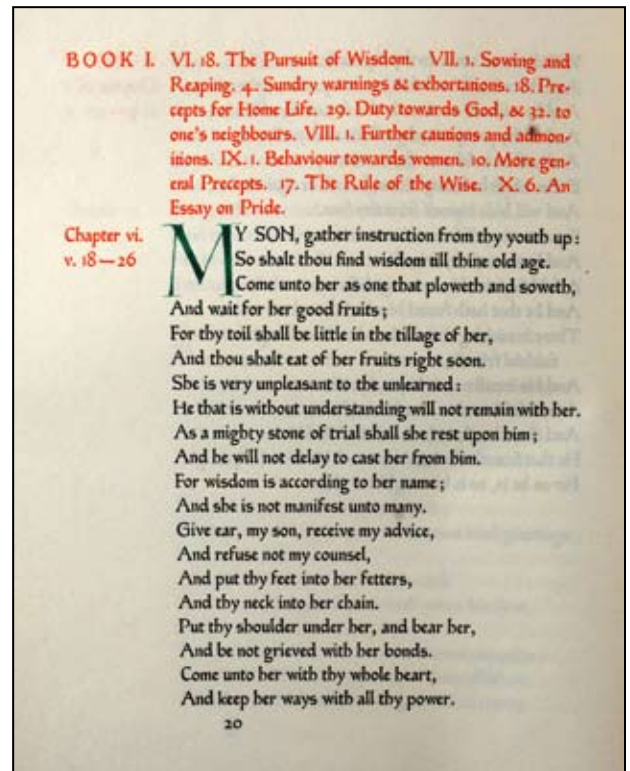 BOOK I. VI. 18. The Pursuit of Wisdom. VII. 1. Sowing and
Reaping. 4. Sundry warnings & exhortations. 18. Pre-
cepts for Home Life. 29. Duty towards God, & 32. to
one's neighbours. VIII. 1. Further cautions and admon-
itions. IX. 1. Behaviour towards women. 10. More gen-
eral Precepts. 17. The Rule of the Wise. X. 6. An
Essay on Pride.
Chapter vi.
v. 18—26
MY SON, gather instruction from thy youth up:
So shalt thou find wisdom till thine old age.
Come unto her as one that ploweth and soweth,
And wait for her good fruits;
For thy toil shall be little in the tillage of her,
And thou shalt eat of her fruits right soon.
She is very unpleasant to the unlearned:
He that is without understanding will not remain with her.
As a mighty stone of trial shall she rest upon him;
And he will not delay to cast her from him.
For wisdom is according to her name;
And she is not manifest unto many.
Give ear, my son, receive my advice,
And refuse not my counsel,
And put thy feet into her fetters,
And thy neck into her chain.
Put thy shoulder under her, and bear her,
And be not grieved with her bonds.
Come unto her with thy whole heart,
And keep her ways with all thy power.
20